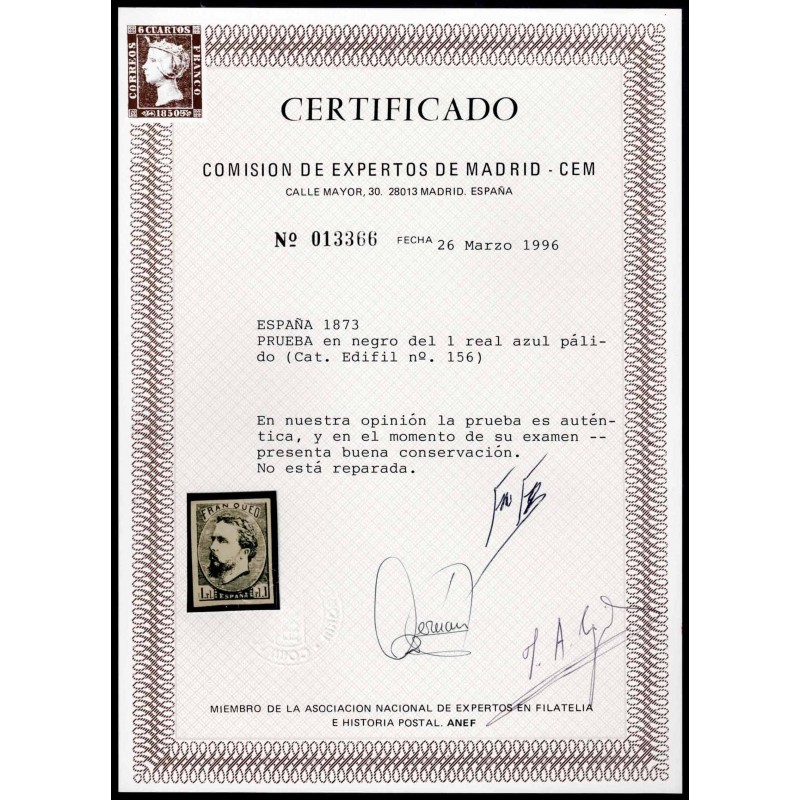 6 CUARTOS
CORREOS
FRANCO
1850
CERTIFICADO
COMISION DE EXPERTOS DE MADRID - CEM
CALLE MAYOR, 30. 28013 MADRID. ESPAÑA
Nº 013366 FECHA 26 Marzo 1996
ESPAÑA 1873
PRUEBA en negro del 1 real azul páli-
do (Cat. Edifil nº. 156)
En nuestra opinión la prueba es autén-
tica, y en el momento de su examen --
presenta buena conservación.
No está reparada.
FRANQUEO
ESPAÑA
MIEMBRO DE LA ASOCIACION NACIONAL DE EXPERTOS EN FILATELIA
E HISTORIA POSTAL. ANEF